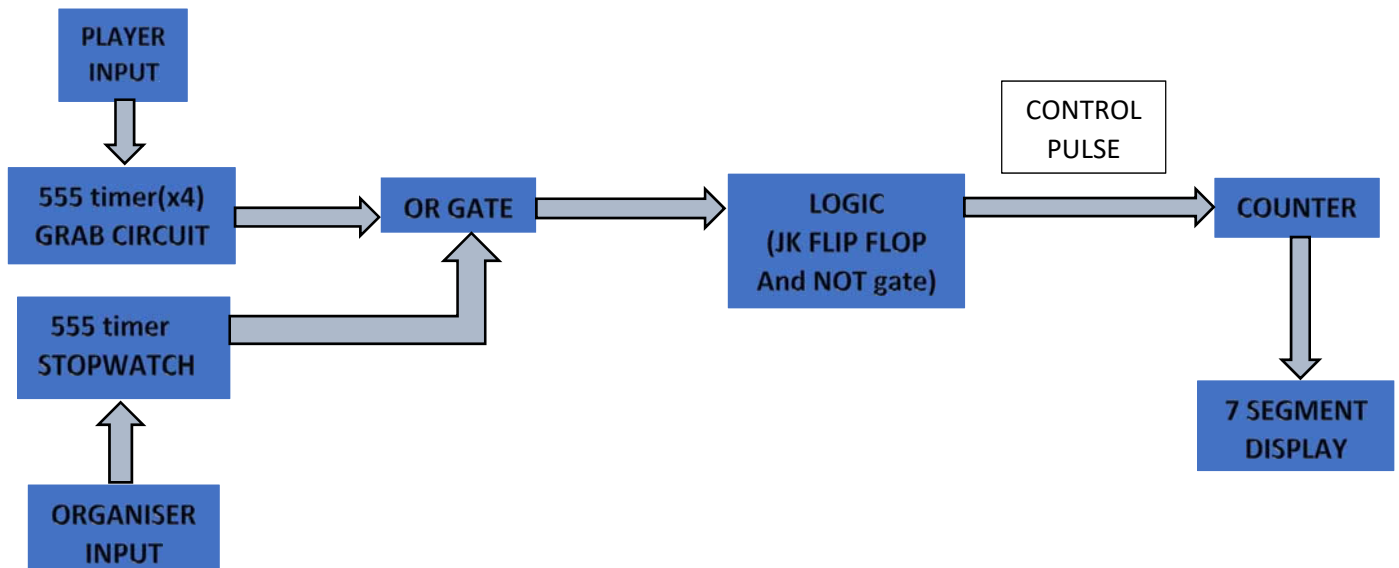 PLAYER
INPUT
555 timer(x4)
GRAB CIRCUIT
555 timer
STOPWATCH
ORGANISER
INPUT
OR GATE
LOGIC
(JK FLIP FLOP
And NOT gate)
CONTROL
PULSE
COUNTER
7 SEGMENT
DISPLAY